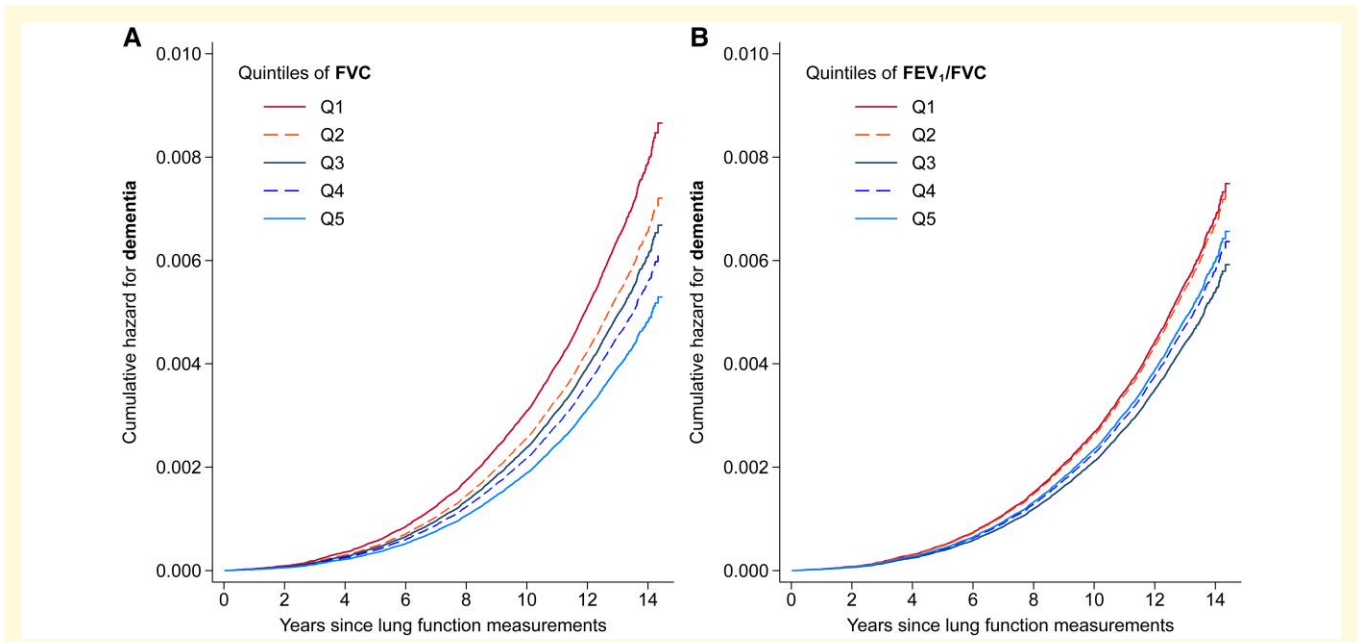 A
Quintiles of FVC
Q1
Q2
Q3
Q4
Q5
0.010
0.008
0.006
0.004
0.002
0.000
Cumulative hazard for dementia
0 2 4 6 8 10 12 14
Years since lung function measurements
B
Quintiles of FEV₁/FVC
Q1
Q2
Q3
Q4
Q5
0.010
0.008
0.006
0.004
0.002
0.000
Cumulative hazard for dementia
0 2 4 6 8 10 12 14
Years since lung function measurements